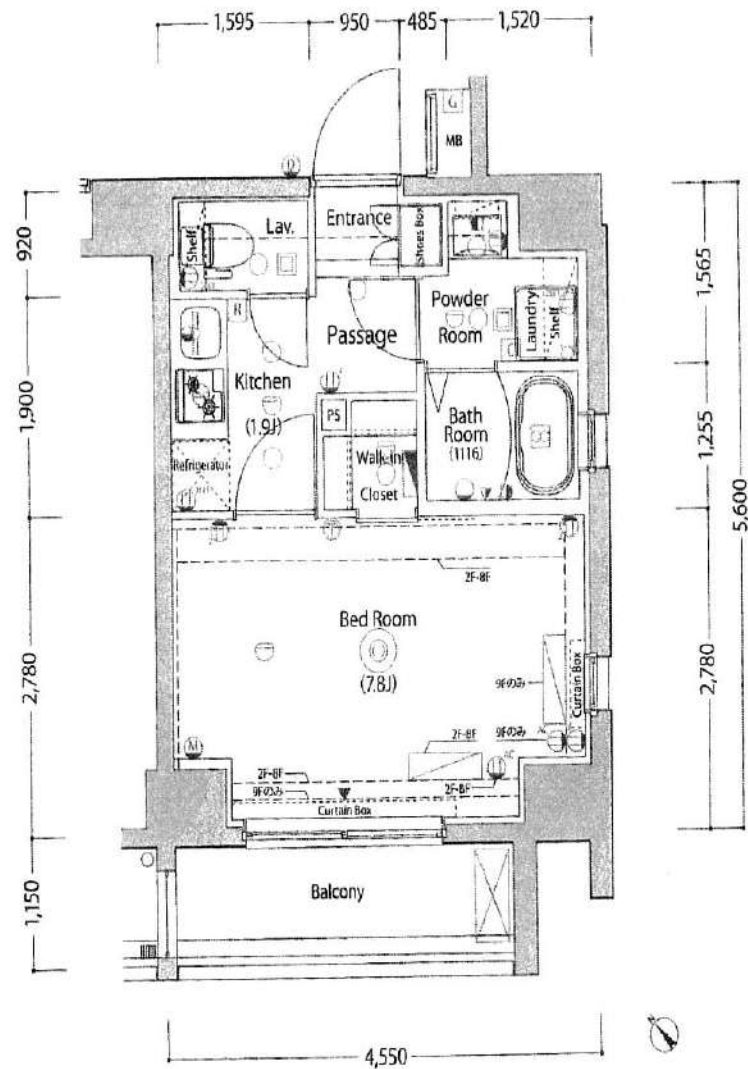 1,595
950
485
1,520
G
MB
920
1,900
2,780
1,150
Lav.
Shelf
Entrance
Shoes Box
Powder
Room
Laundry
Shelf
Passage
R
Kitchen
(1.9J)
PS
Bath
Room
(1116)
Walk-in
Closet
Refrigerator
2F-8F
Bed Room
(7.8J)
9Fのみ
Curtain Box
2F-8F
9Fのみ
AC
M
2F-8F
9Fのみ
2F-8F
Curtain Box
Balcony
1,565
1,255
2,780
5,600
4,550